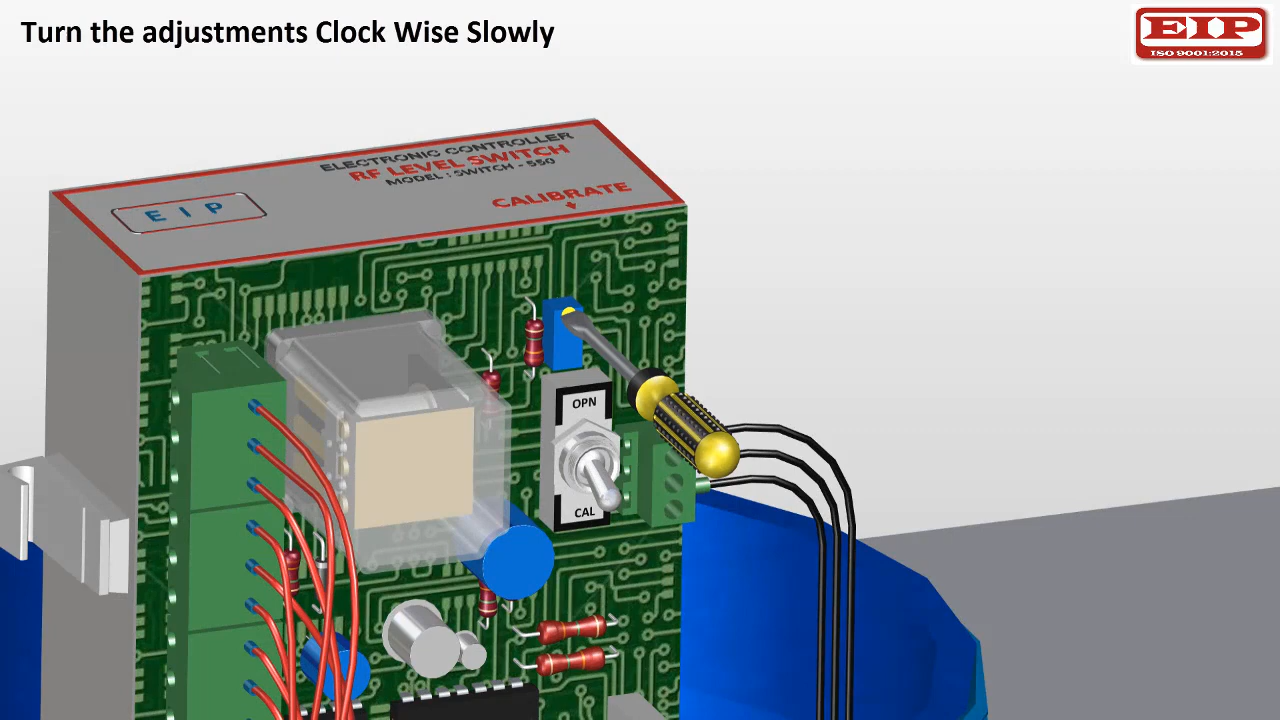 Turn the adjustments Clock Wise Slowly
EIP
ISO 9001:2015
ELECTRONIC CONTROLLER
RF LEVEL SWITCH
MODEL : SWITCH - 550
CALIBRATE
E I P
OPN
CAL